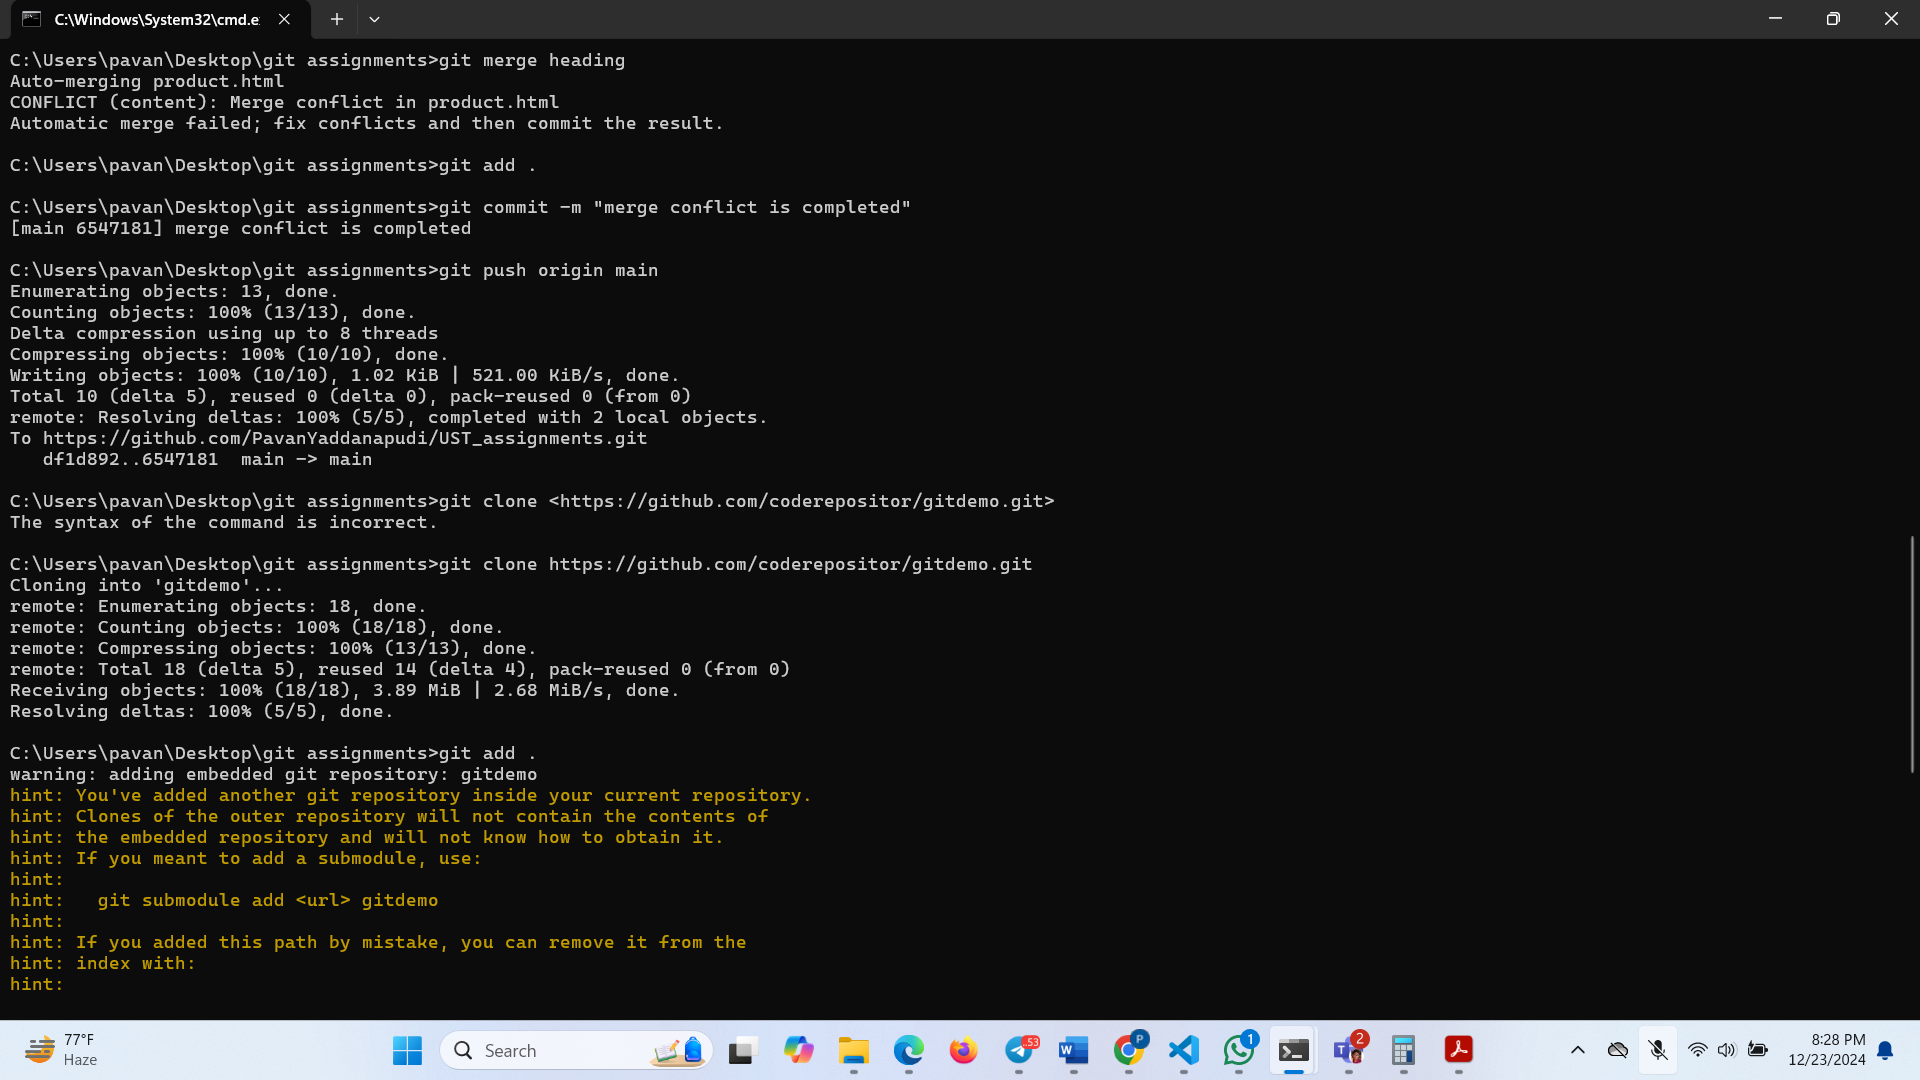 C:\Windows\System32\cmd.e
C:\Users\pavan\Desktop\git assignments>git merge heading
Auto-merging product.html
CONFLICT (content): Merge conflict in product.html
Automatic merge failed; fix conflicts and then commit the result.
C:\Users\pavan\Desktop\git assignments>git add .
C:\Users\pavan\Desktop\git assignments>git commit -m "merge conflict is completed"
[main 6547181] merge conflict is completed
C:\Users\pavan\Desktop\git assignments>git push origin main
Enumerating objects: 13, done.
Counting objects: 100% (13/13), done.
Delta compression using up to 8 threads
Compressing objects: 100% (10/10), done.
Writing objects: 100% (10/10), 1.02 KiB | 521.00 KiB/s, done.
Total 10 (delta 5), reused 0 (delta 0), pack-reused 0 (from 0)
remote: Resolving deltas: 100% (5/5), completed with 2 local objects.
To https://github.com/PavanYaddanapudi/UST_assignments.git
   df1d892..6547181  main -> main
C:\Users\pavan\Desktop\git assignments>git clone <https://github.com/coderepositor/gitdemo.git>
The syntax of the command is incorrect.
C:\Users\pavan\Desktop\git assignments>git clone https://github.com/coderepositor/gitdemo.git
Cloning into 'gitdemo'...
remote: Enumerating objects: 18, done.
remote: Counting objects: 100% (18/18), done.
remote: Compressing objects: 100% (13/13), done.
remote: Total 18 (delta 5), reused 14 (delta 4), pack-reused 0 (from 0)
Receiving objects: 100% (18/18), 3.89 MiB | 2.68 MiB/s, done.
Resolving deltas: 100% (5/5), done.
C:\Users\pavan\Desktop\git assignments>git add .
warning: adding embedded git repository: gitdemo
hint: You've added another git repository inside your current repository.
hint: Clones of the outer repository will not contain the contents of
hint: the embedded repository and will not know how to obtain it.
hint: If you meant to add a submodule, use:
hint:
hint:   git submodule add <url> gitdemo
hint:
hint: If you added this path by mistake, you can remove it from the
hint: index with:
hint:
77°F
Haze
Search
..53
W
P
1
T
2
8:28 PM
12/23/2024